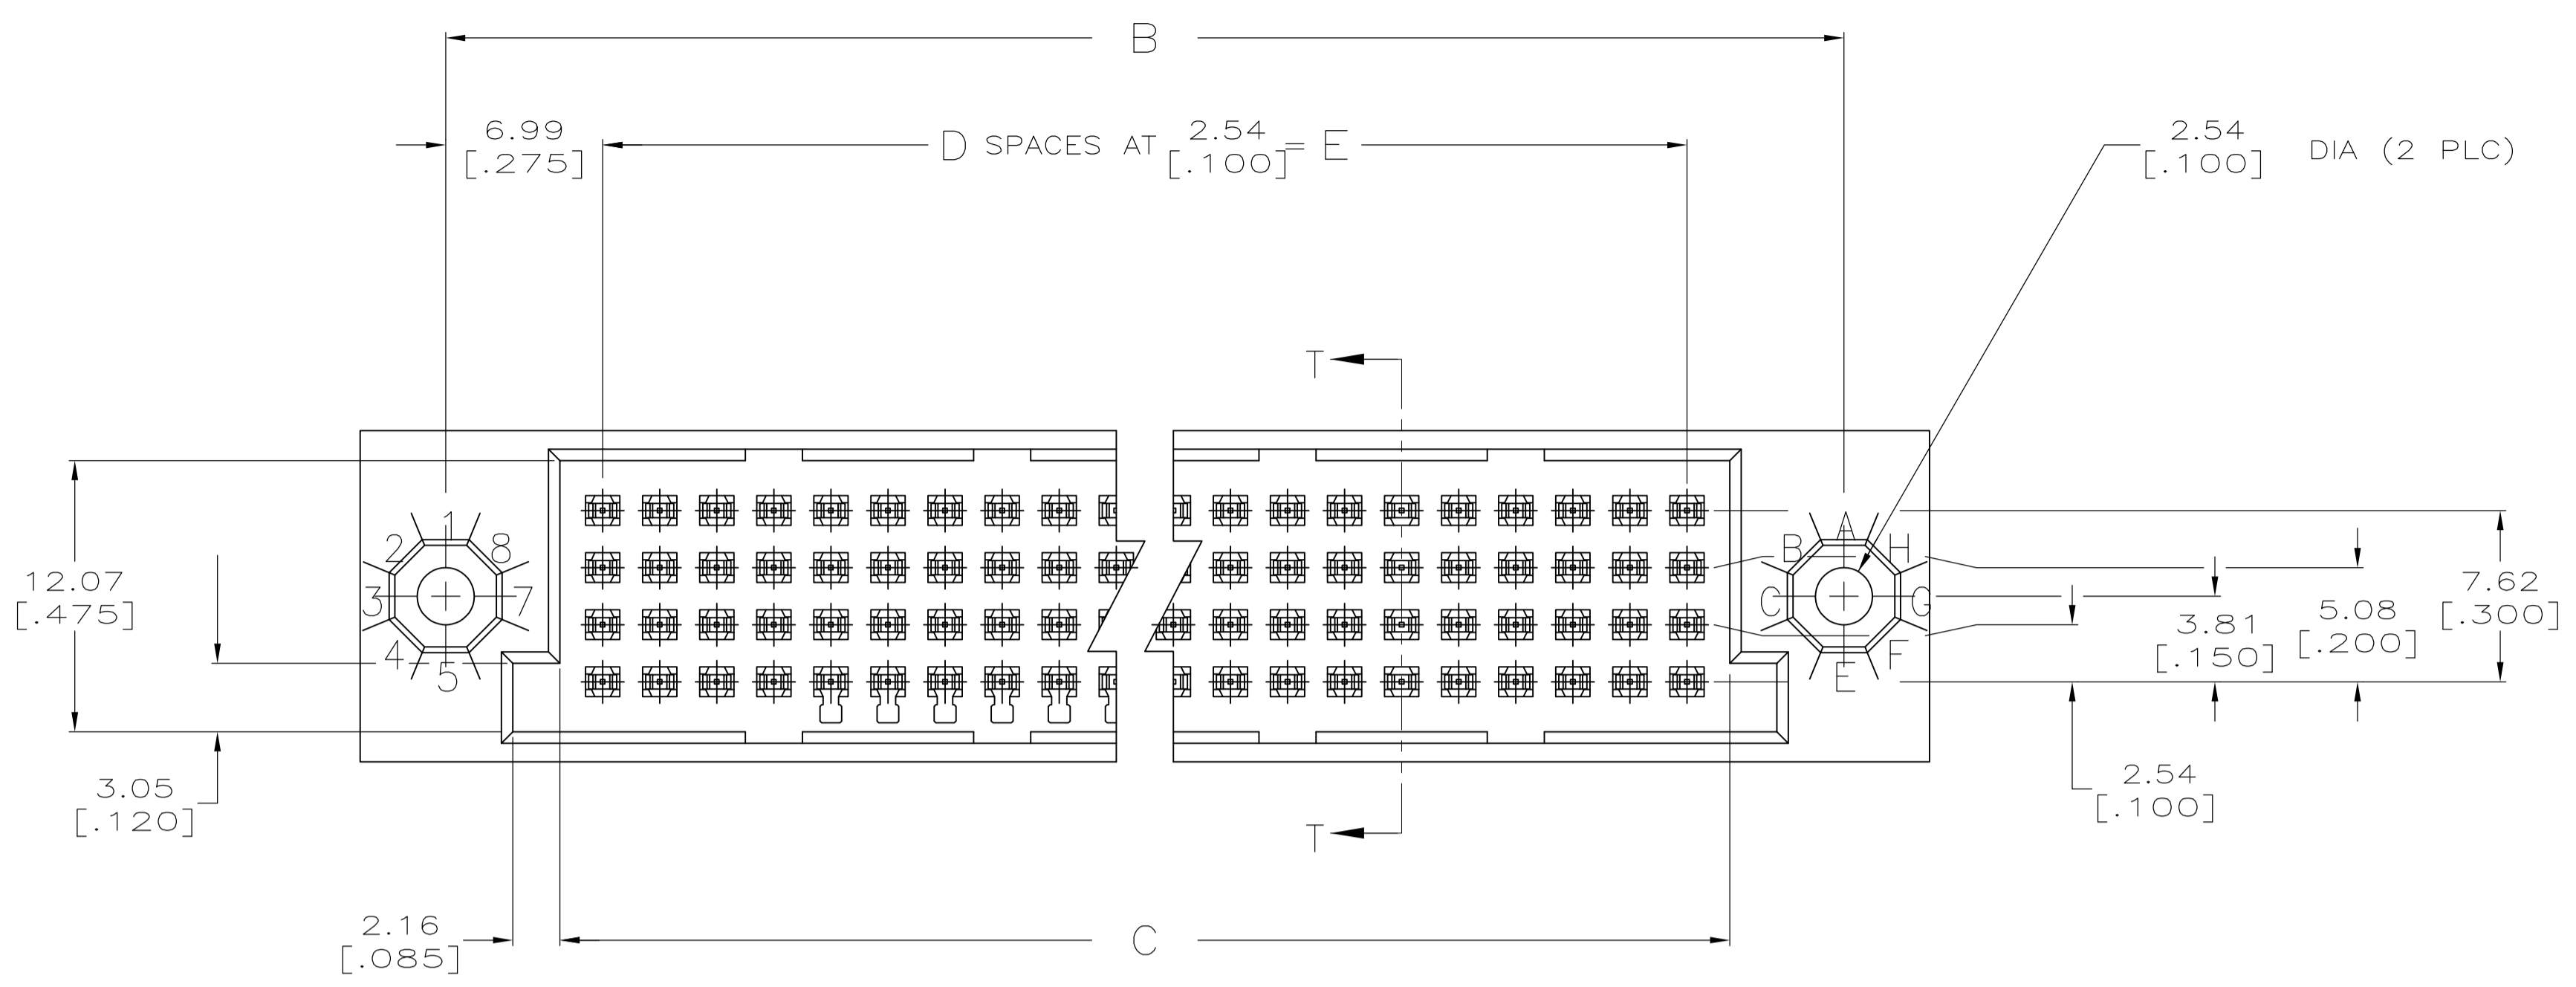 B
6.99
[.275]
D SPACES AT 2.54 [.100] = E
2.54
[.100]
DIA (2 PLC)
T
1
2
8
3
7
4
5
A
B
H
C
G
F
E
12.07
[.475]
7.62
[.300]
5.08
[.200]
3.81
[.150]
3.05
[.120]
2.54
[.100]
T
2.16
[.085]
C